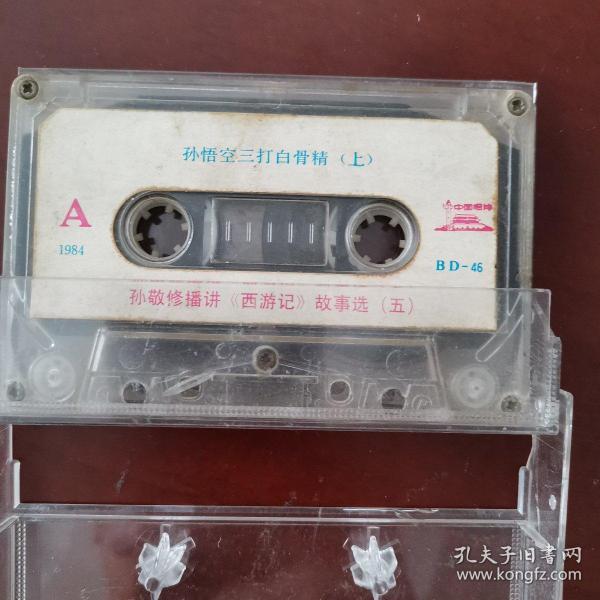 孙悟空三打白骨精（上）
A
1984
中国唱片
BD-46
孙敬修播讲《西游记》故事选（五）
孔夫子旧书网
www.kongfz.com